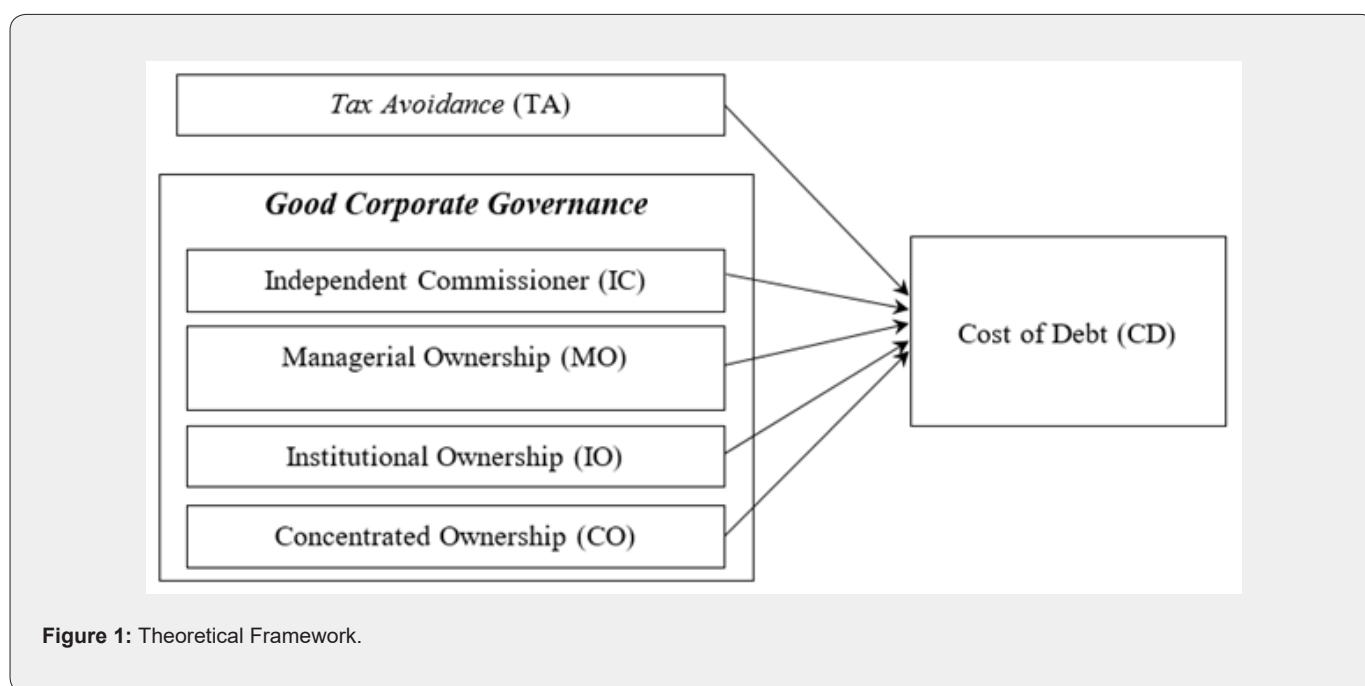 Tax Avoidance (TA)
Good Corporate Governance
Independent Commissioner (IC)
Managerial Ownership (MO)
Institutional Ownership (IO)
Concentrated Ownership (CO)
Cost of Debt (CD)
Figure 1: Theoretical Framework.